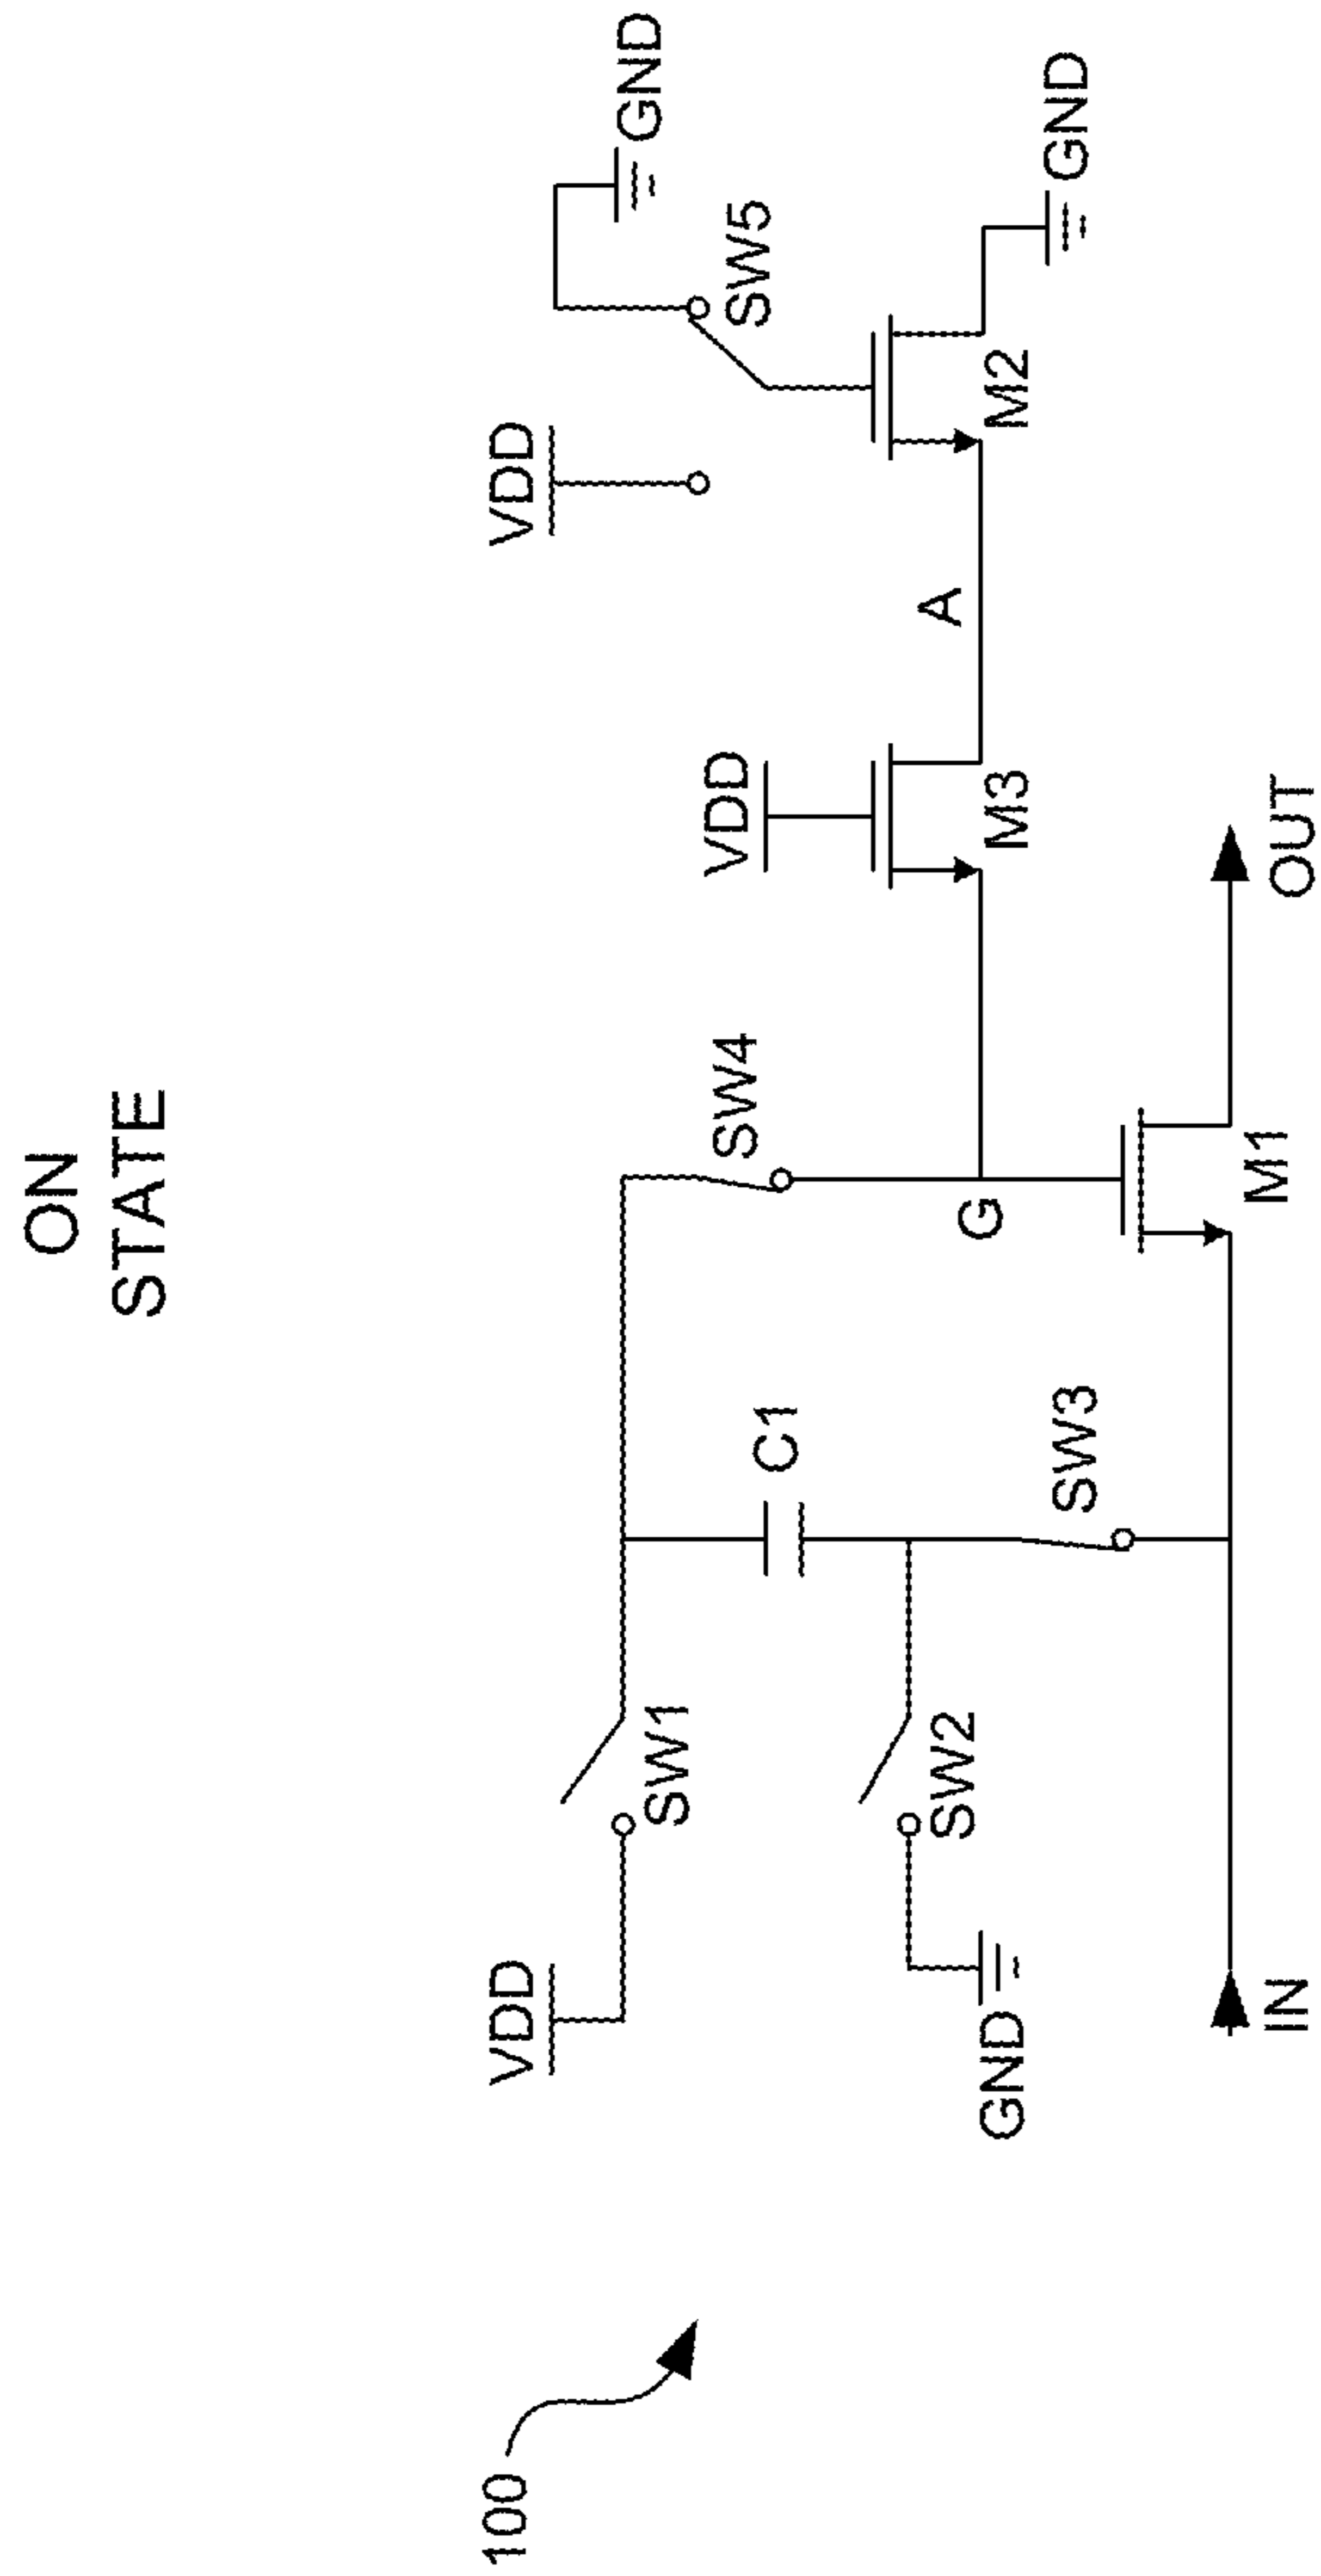 ON
STATE
100
VDD
SW1
GND
SW2
IN
C1
SW3
SW4
G
M1
OUT
VDD
M3
A
VDD
SW5
GND
M2
GND